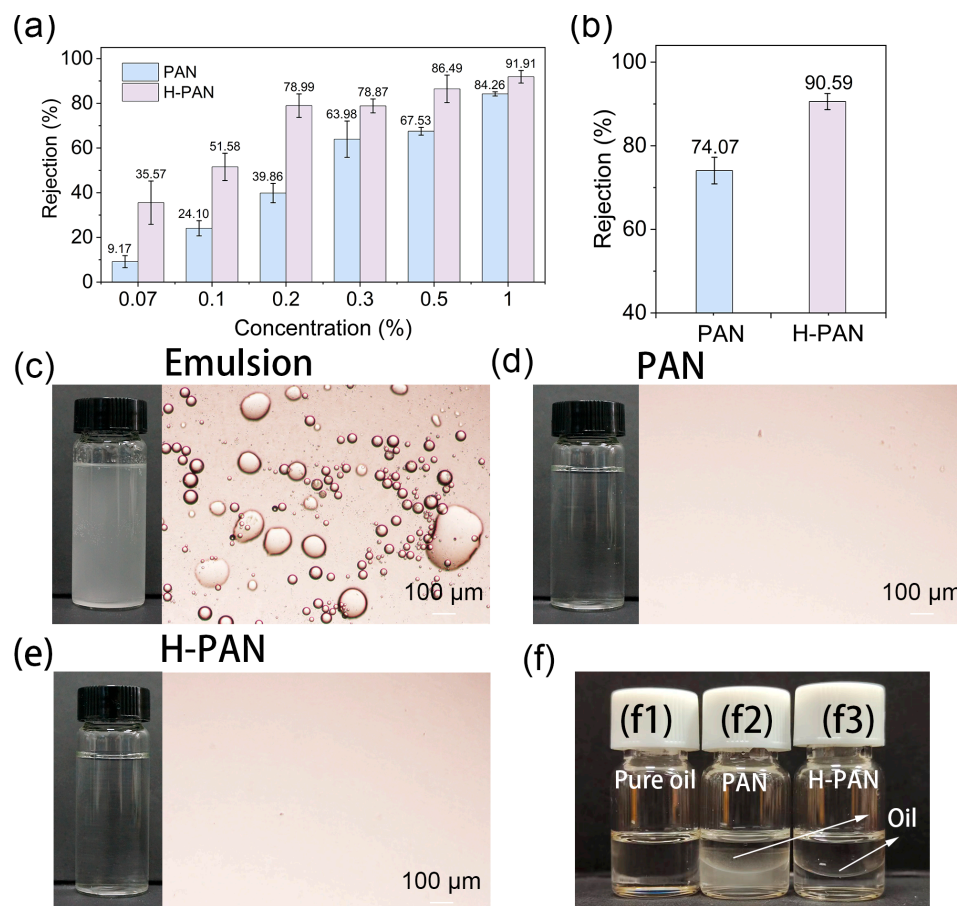 (a)
Rejection (%)
100
80
60
40
20
0
PAN
H-PAN
9.17
35.57
24.10
51.58
39.86
78.99
63.98
78.87
67.53
86.49
84.26
91.91
0.07
0.1
0.2
0.3
0.5
1
Concentration (%)
(b)
Rejection (%)
100
80
60
40
74.07
90.59
PAN
H-PAN
(c)
Emulsion
100 μm
(d)
PAN
100 μm
(e)
H-PAN
100 μm
(f)
(f1)
(f2)
(f3)
Pure oil
PAN
H-PAN
Oil